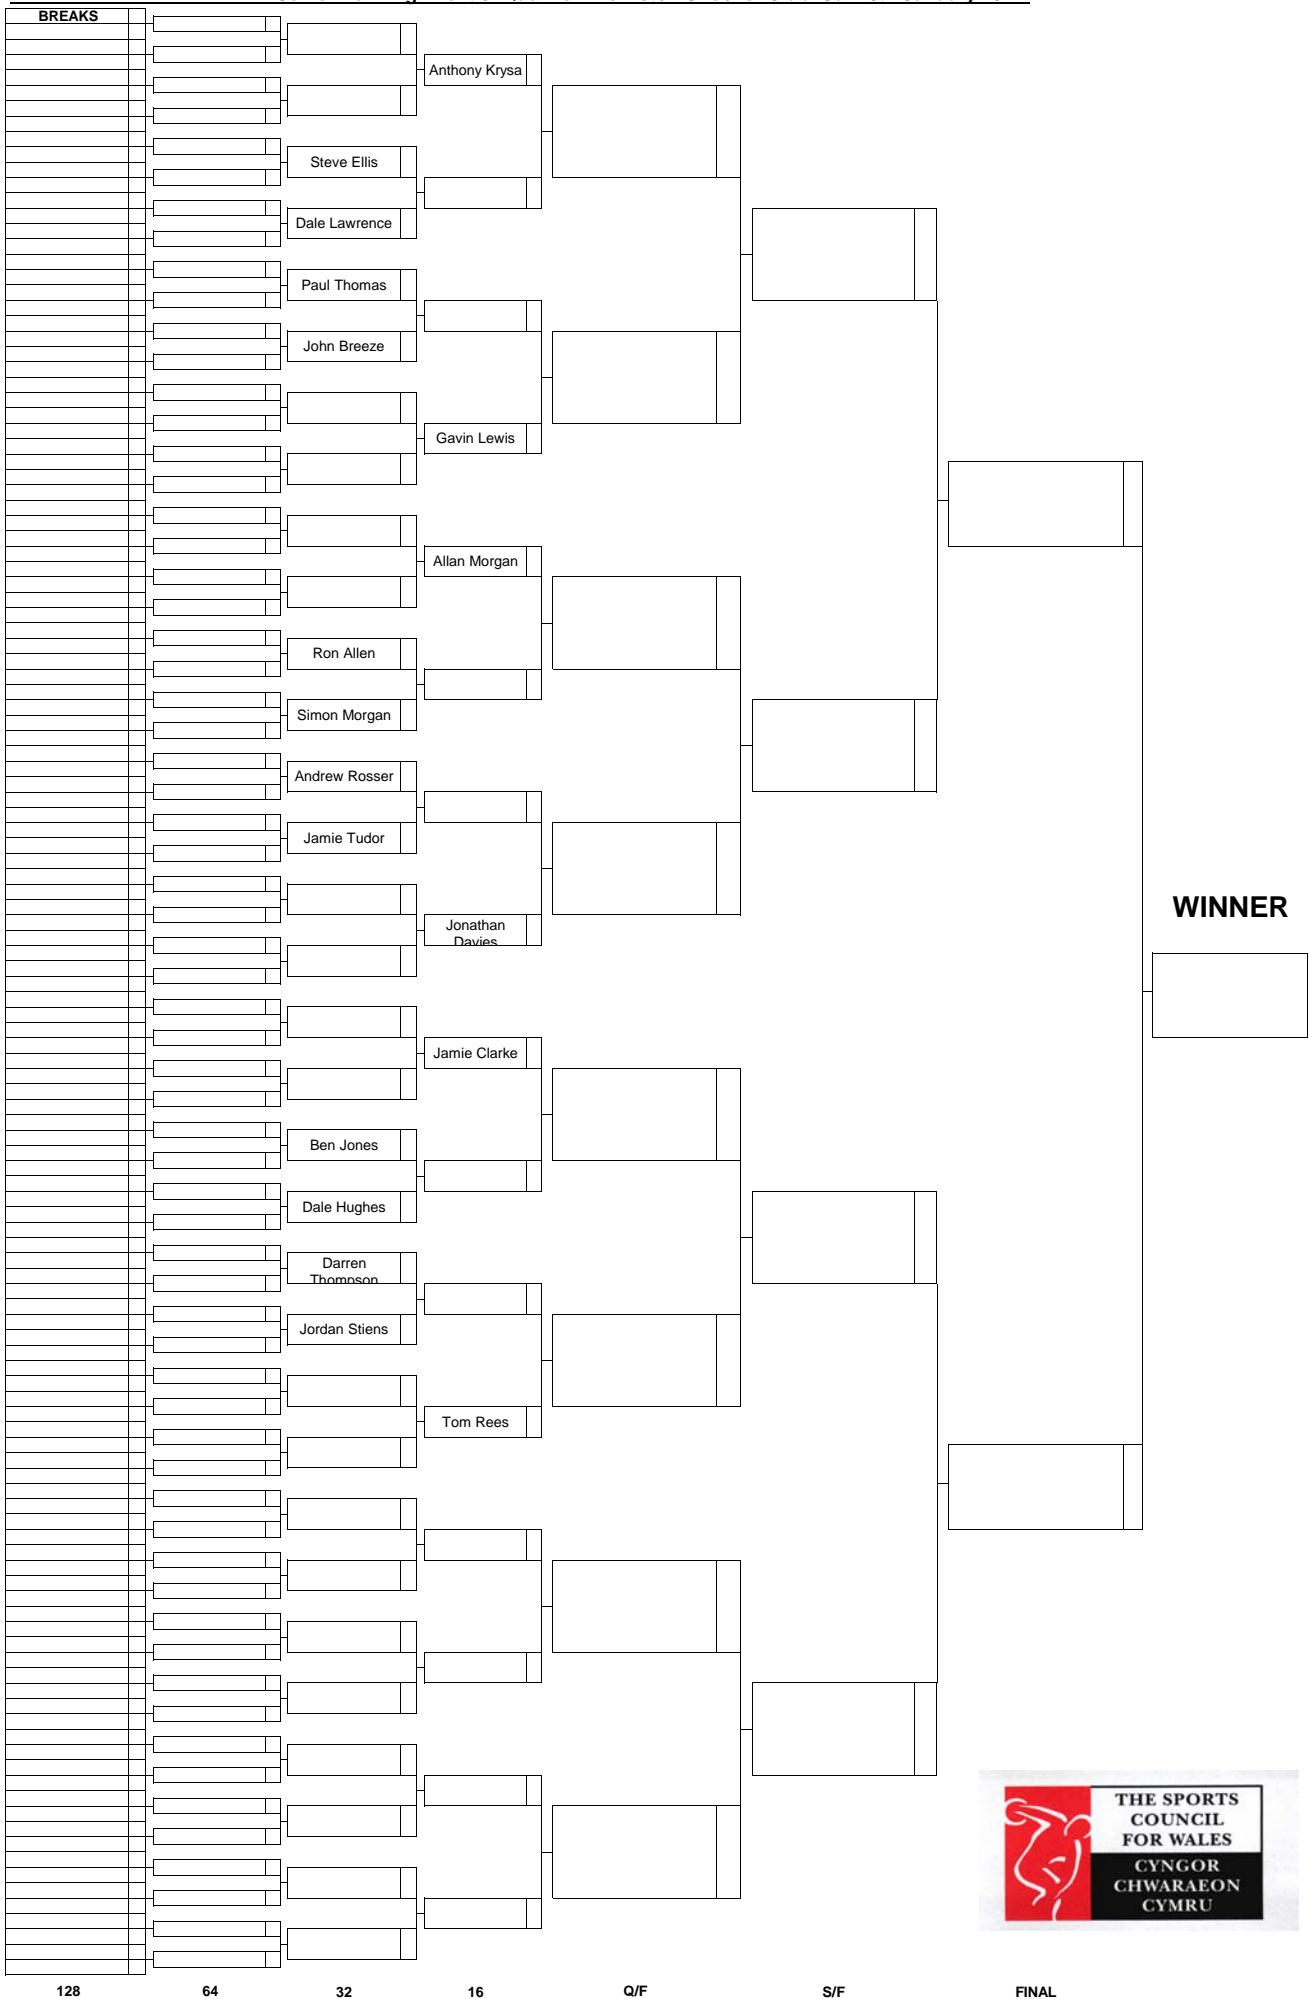 BREAKS
Anthony Krysa
Steve Ellis
Dale Lawrence
Paul Thomas
John Breeze
Gavin Lewis
Allan Morgan
Ron Allen
Simon Morgan
Andrew Rosser
Jamie Tudor
Jonathan
Davies
WINNER
Jamie Clarke
Ben Jones
Dale Hughes
Darren
Thompson
Jordan Stiens
Tom Rees
THE SPORTS
COUNCIL
FOR WALES
CYNGOR
CHWARAEON
CYMRU
128 64 32 16 Q/F S/F FINAL